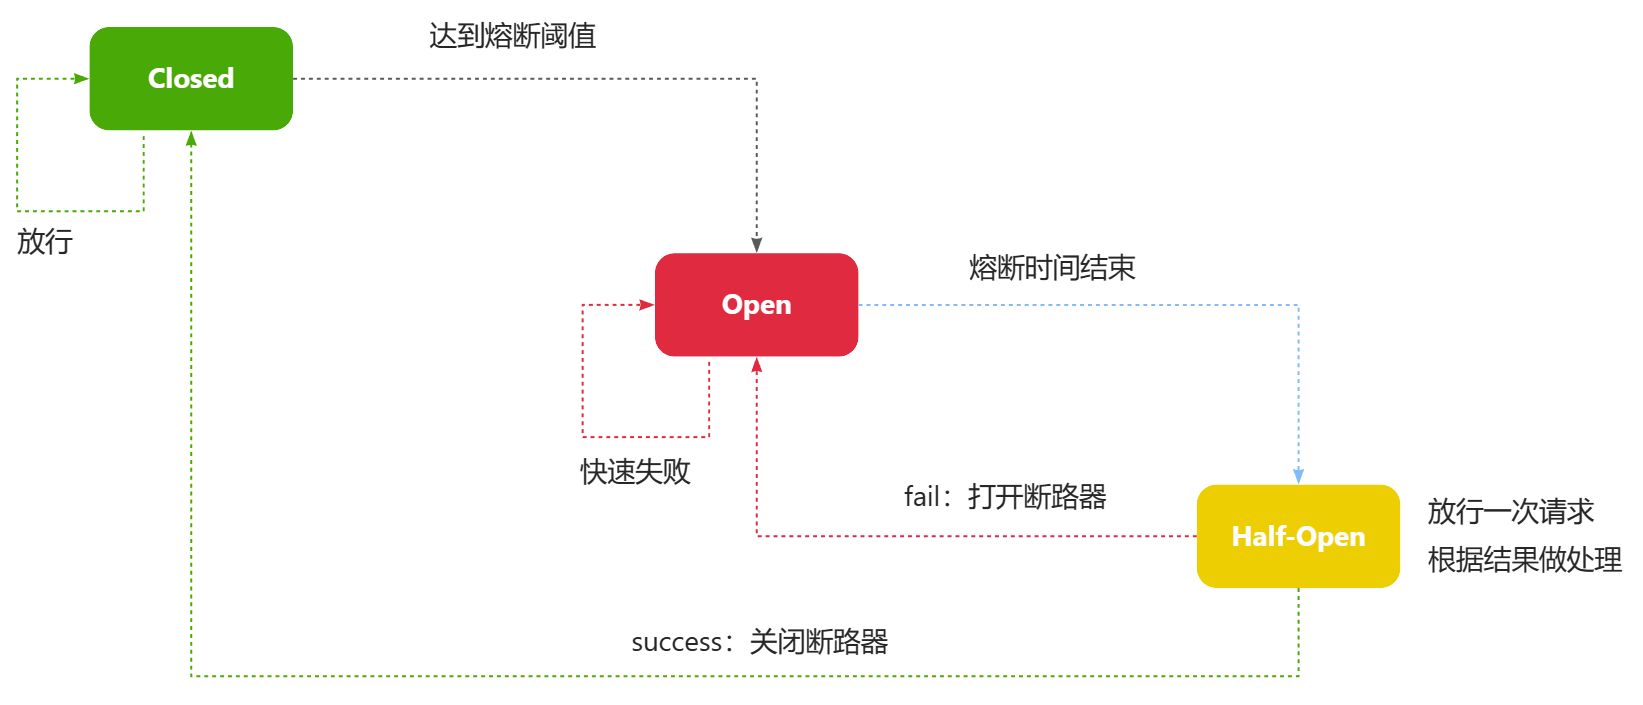 达到熔断阈值
Closed
放行
熔断时间结束
Open
快速失败
fail：打开断路器
放行一次请求
Half-Open
根据结果做处理
success：关闭断路器